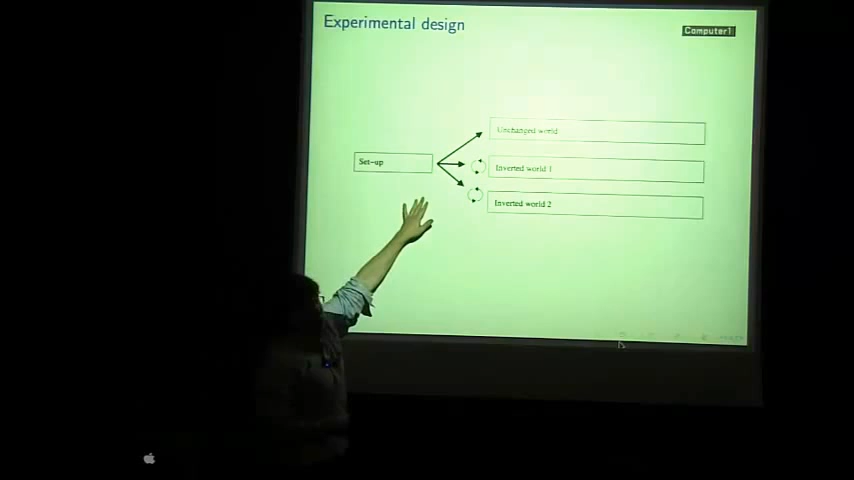 Experimental design
Computer1
Unchanged world
Set-up
Inverted world 1
Inverted world 2